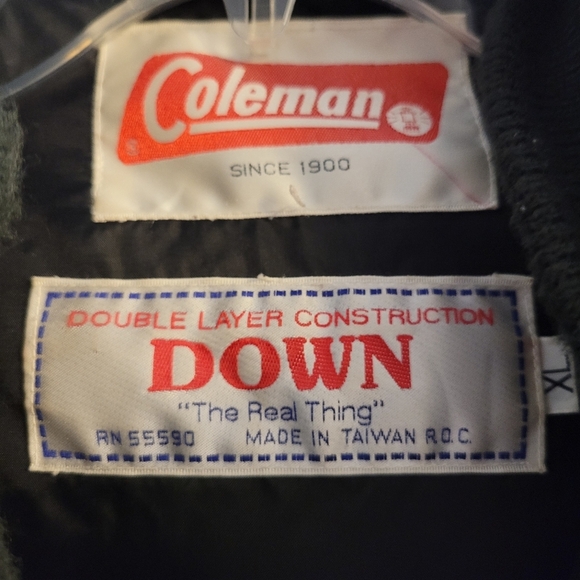 Coleman
SINCE 1900
DOUBLE LAYER CONSTRUCTION
DOWN
"The Real Thing"
RN 55590 MADE IN TAIWAN R.O.C.
XL